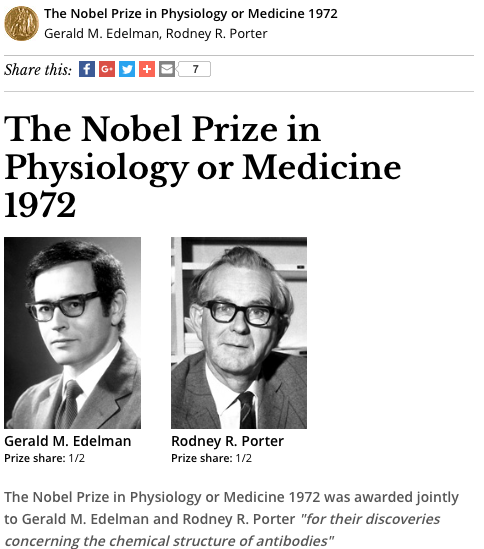 The Nobel Prize in Physiology or Medicine 1972
Gerald M. Edelman, Rodney R. Porter
Share this:
7
The Nobel Prize in
Physiology or Medicine
1972
Gerald M. Edelman
Prize share: 1/2
Rodney R. Porter
Prize share: 1/2
The Nobel Prize in Physiology or Medicine 1972 was awarded jointly
to Gerald M. Edelman and Rodney R. Porter "for their discoveries
concerning the chemical structure of antibodies"